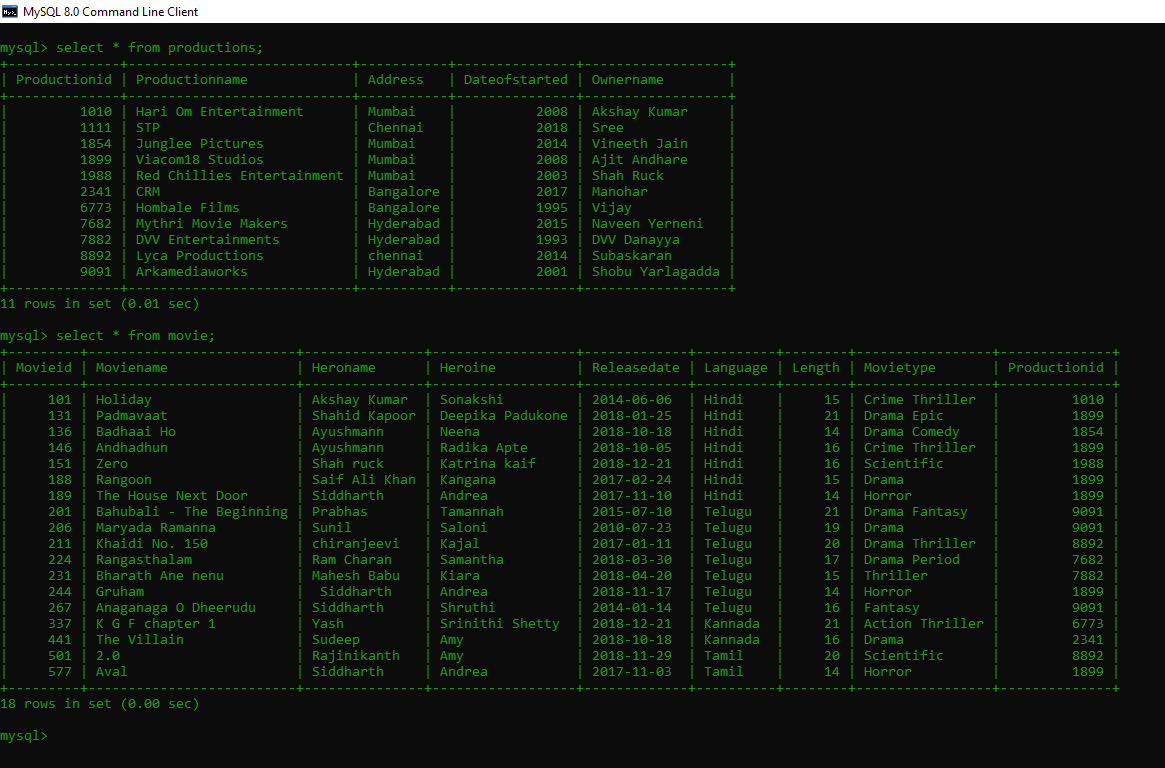 MySQL 8.0 Command Line Client
mysql> select * from productions;
+--------------+----------------------------+-----------+---------------+------------------+
| Productionid | Productionname             | Address   | Dateofstarted | Ownername        |
+--------------+----------------------------+-----------+---------------+------------------+
|         1010 | Hari Om Entertainment      | Mumbai    |          2008 | Akshay Kumar     |
|         1111 | STP                        | Chennai   |          2018 | Sree             |
|         1854 | Junglee Pictures           | Mumbai    |          2014 | Vineeth Jain     |
|         1899 | Viacom18 Studios           | Mumbai    |          2008 | Ajit Andhare     |
|         1988 | Red Chillies Entertainment | Mumbai    |          2003 | Shah Ruck        |
|         2341 | CRM                        | Bangalore |          2017 | Manohar          |
|         6773 | Hombale Films              | Bangalore |          1995 | Vijay            |
|         7682 | Mythri Movie Makers        | Hyderabad |          2015 | Naveen Yerneni   |
|         7882 | DVV Entertainments         | Hyderabad |          1993 | DVV Danayya      |
|         8892 | Lyca Productions           | chennai   |          2014 | Subaskaran       |
|         9091 | Arkamediaworks             | Hyderabad |          2001 | Shobu Yarlagadda |
+--------------+----------------------------+-----------+---------------+------------------+
11 rows in set (0.01 sec)
mysql> select * from movie;
+---------+--------------------------+---------------+------------------+-------------+----------+--------+-----------------+--------------+
| Movieid | Moviename                | Heroname      | Heroine          | Releasedate | Language | Length | Movietype       | Productionid |
+---------+--------------------------+---------------+------------------+-------------+----------+--------+-----------------+--------------+
|     101 | Holiday                  | Akshay Kumar  | Sonakshi         | 2014-06-06  | Hindi    |     15 | Crime Thriller  |         1010 |
|     131 | Padmavaat                | Shahid Kapoor | Deepika Padukone | 2018-01-25  | Hindi    |     21 | Drama Epic      |         1899 |
|     136 | Badhaai Ho               | Ayushmann     | Neena            | 2018-10-18  | Hindi    |     14 | Drama Comedy    |         1854 |
|     146 | Andhadhun                | Ayushmann     | Radika Apte      | 2018-10-05  | Hindi    |     16 | Crime Thriller  |         1899 |
|     151 | Zero                     | Shah ruck     | Katrina kaif     | 2018-12-21  | Hindi    |     16 | Scientific      |         1988 |
|     188 | Rangoon                  | Saif Ali Khan | Kangana          | 2017-02-24  | Hindi    |     15 | Drama           |         1899 |
|     189 | The House Next Door      | Siddharth     | Andrea           | 2017-11-10  | Hindi    |     14 | Horror          |         1899 |
|     201 | Bahubali - The Beginning | Prabhas       | Tamannah         | 2015-07-10  | Telugu   |     21 | Drama Fantasy   |         9091 |
|     206 | Maryada Ramanna          | Sunil         | Saloni           | 2010-07-23  | Telugu   |     19 | Drama           |         9091 |
|     211 | Khaidi No. 150           | chiranjeevi   | Kajal            | 2017-01-11  | Telugu   |     20 | Drama Thriller  |         8892 |
|     224 | Rangasthalam             | Ram Charan    | Samantha         | 2018-03-30  | Telugu   |     17 | Drama Period    |         7682 |
|     231 | Bharath Ane nenu         | Mahesh Babu   | Kiara            | 2018-04-20  | Telugu   |     15 | Thriller        |         7882 |
|     244 | Gruham                   |  Siddharth    | Andrea           | 2018-11-17  | Telugu   |     14 | Horror          |         1899 |
|     267 | Anaganaga O Dheerudu     | Siddharth     | Shruthi          | 2014-01-14  | Telugu   |     16 | Fantasy         |         9091 |
|     337 | K G F chapter 1          | Yash          | Srinithi Shetty  | 2018-12-21  | Kannada  |     21 | Action Thriller |         6773 |
|     441 | The Villain              | Sudeep        | Amy              | 2018-10-18  | Kannada  |     16 | Drama           |         2341 |
|     501 | 2.0                      | Rajinikanth   | Amy              | 2018-11-29  | Tamil    |     20 | Scientific      |         8892 |
|     577 | Aval                     | Siddharth     | Andrea           | 2017-11-03  | Tamil    |     14 | Horror          |         1899 |
+---------+--------------------------+---------------+------------------+-------------+----------+--------+-----------------+--------------+
18 rows in set (0.00 sec)
mysql>